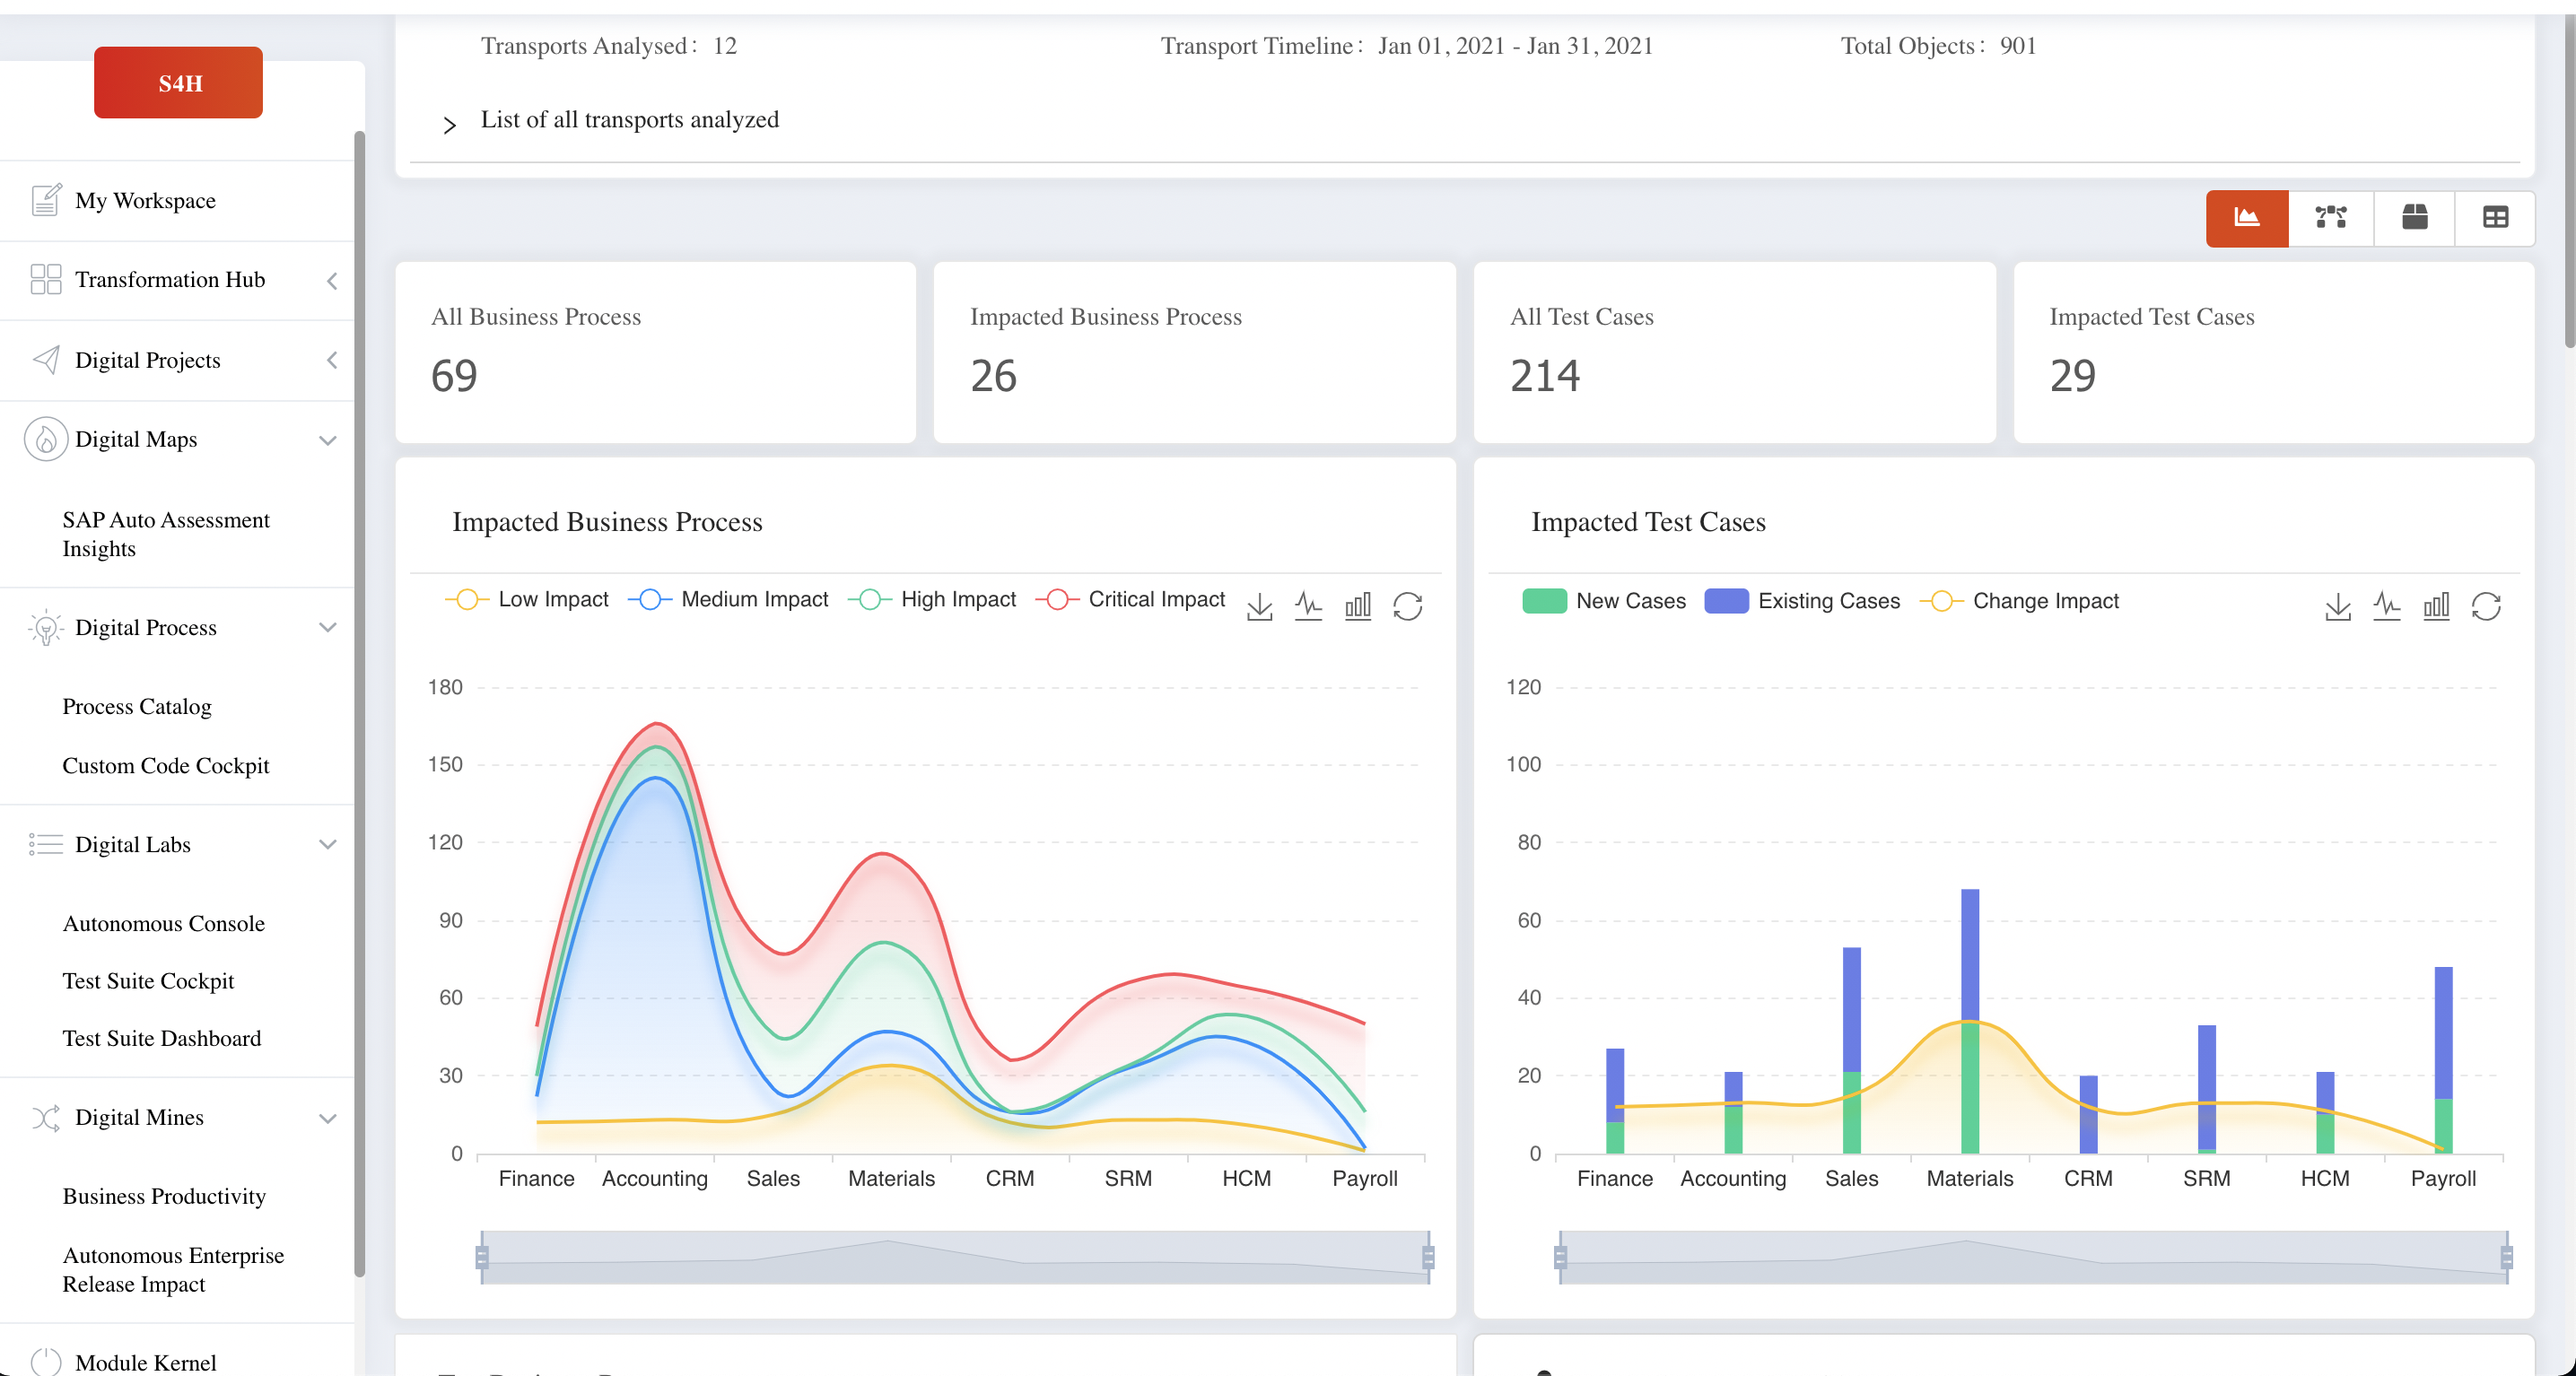 S4H
My Workspace
Transformation Hub
Digital Projects
Digital Maps
SAP Auto Assessment
Insights
Digital Process
Process Catalog
Custom Code Cockpit
Digital Labs
Autonomous Console
Test Suite Cockpit
Test Suite Dashboard
Digital Mines
Business Productivity
Autonomous Enterprise
Release Impact
Module Kernel
Transports Analysed: 12
Transport Timeline: Jan 01, 2021 - Jan 31, 2021
Total Objects: 901
List of all transports analyzed
All Business Process
69
Impacted Business Process
26
All Test Cases
214
Impacted Test Cases
29
Impacted Business Process
Low Impact Medium Impact High Impact Critical Impact
180
150
120
90
60
30
0
Finance Accounting Sales Materials CRM SRM HCM Payroll
Impacted Test Cases
New Cases Existing Cases Change Impact
120
100
80
60
40
20
0
Finance Accounting Sales Materials CRM SRM HCM Payroll